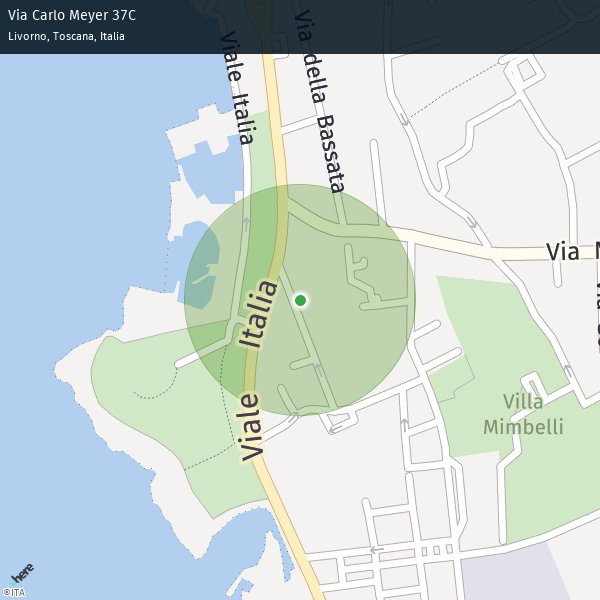 Via Carlo Meyer 37C
Livorno, Toscana, Italia
Viale Italia
Via della Bassata
Via M
Viale Italia
Villa
Mimbelli
here
©ITA